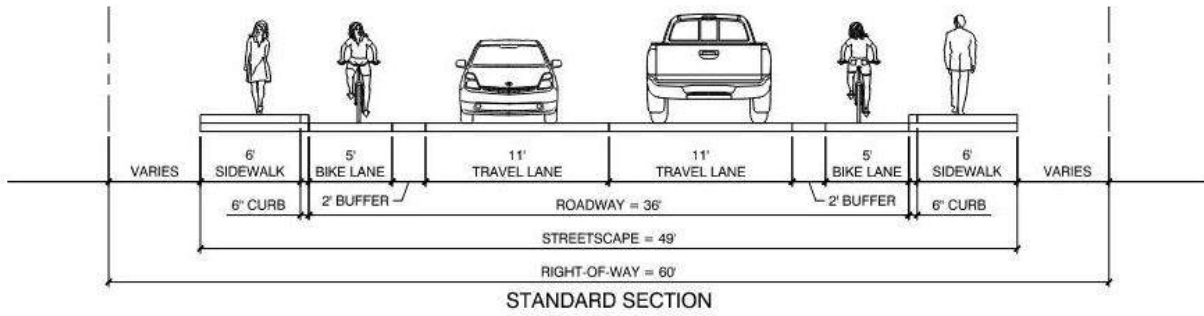 VARIES
6'
SIDEWALK
5'
BIKE LANE
11'
TRAVEL LANE
11'
TRAVEL LANE
5'
BIKE LANE
6'
SIDEWALK
VARIES
6" CURB
2' BUFFER
ROADWAY = 36'
2' BUFFER
6" CURB
STREETSCAPE = 49'
RIGHT-OF-WAY = 60'
STANDARD SECTION